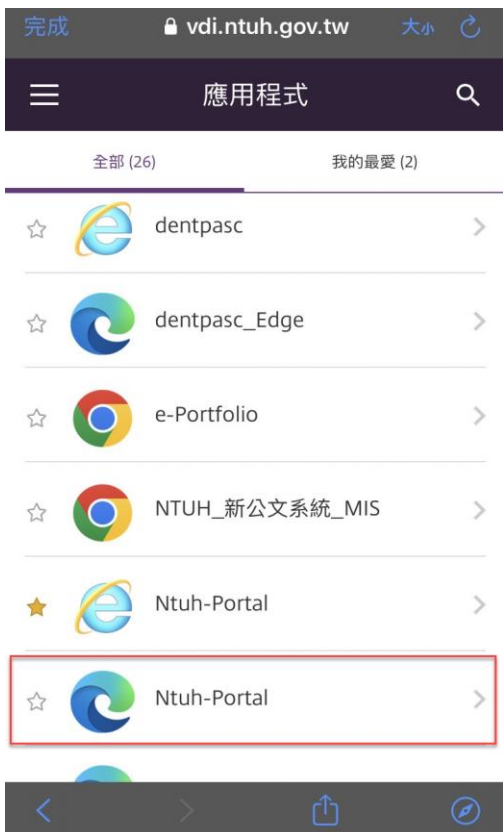 完成 vdi.ntuh.gov.tw 大小
應用程式
全部 (26) 我的最愛 (2)
dentpasc
dentpasc_Edge
e-Portfolio
NTUH_新公文系統_MIS
Ntuh-Portal
Ntuh-Portal